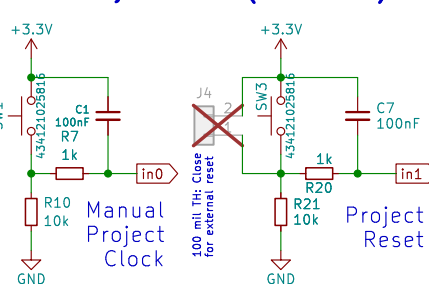 +3.3V
+3.3V
J4
434121025816
C1
100nF
2
1
SW3
434121025816
C7
100nF
R7
1k
in0
1k
R20
in1
R10
10k
Manual
Project
Clock
100 mil TH: Close
for external reset
R21
10k
Project
Reset
GND
GND